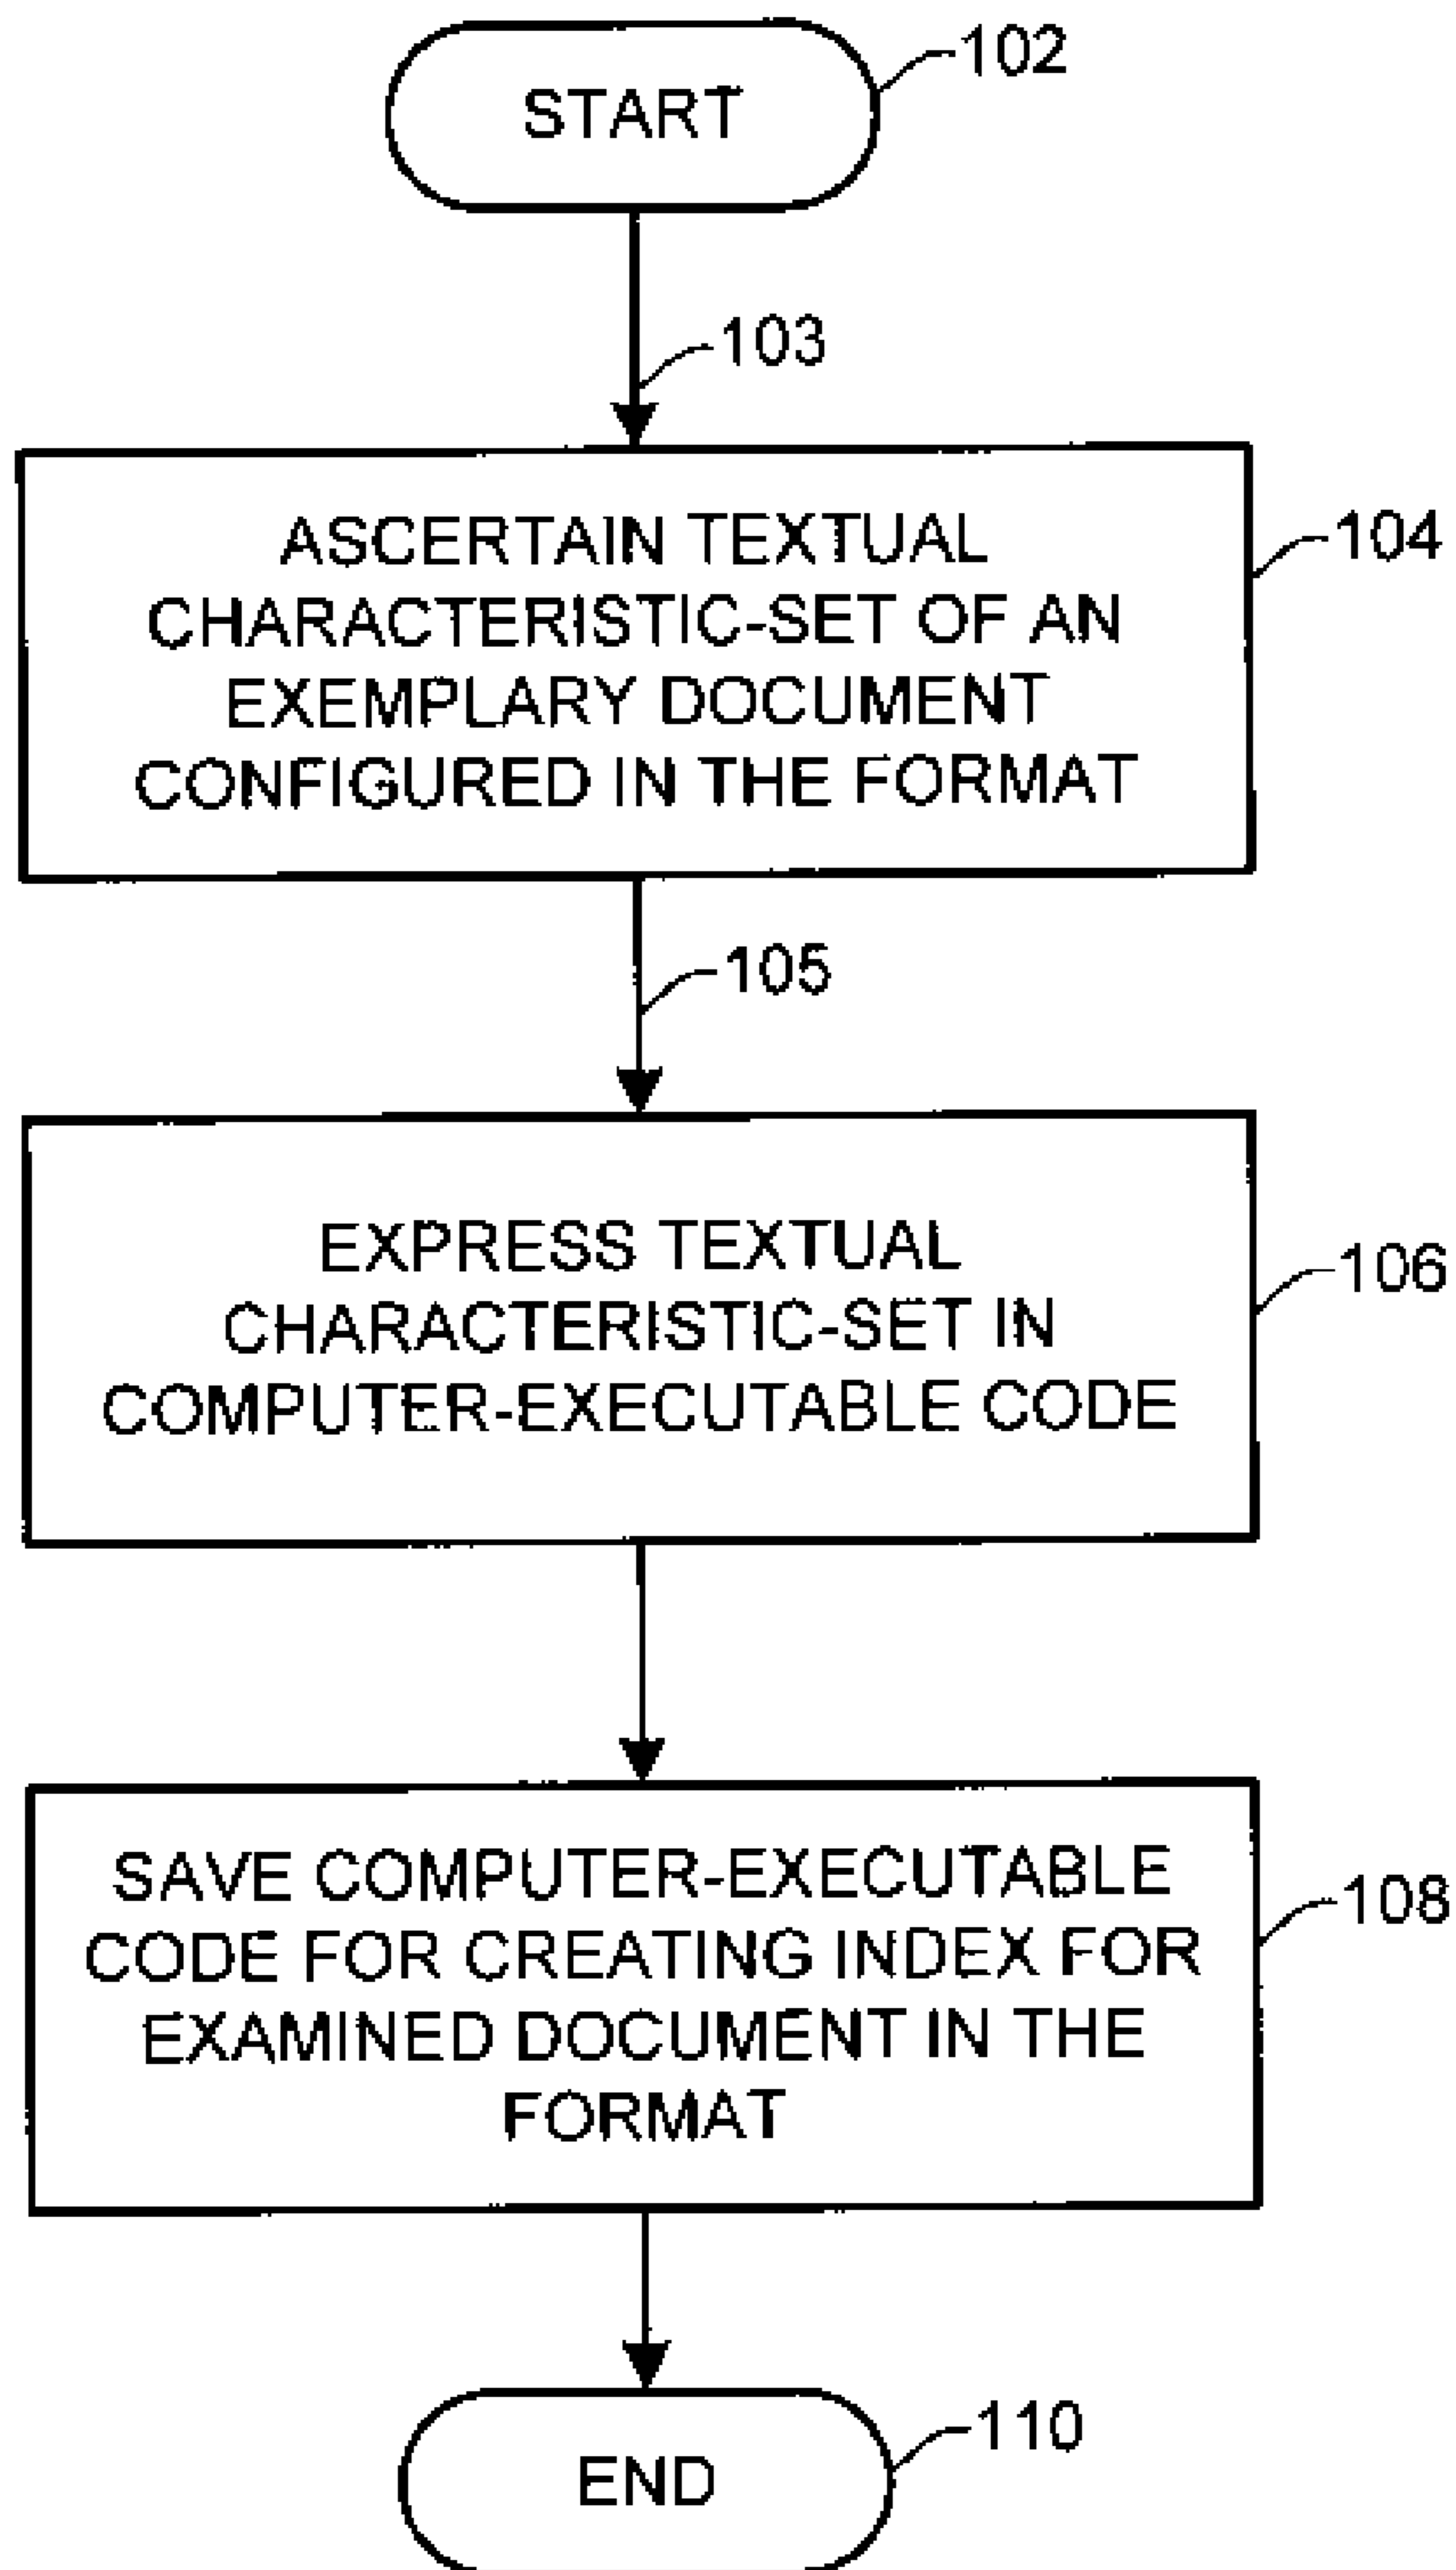 START
102
103
ASCERTAIN TEXTUAL
CHARACTERISTIC-SET OF AN
EXEMPLARY DOCUMENT
CONFIGURED IN THE FORMAT
104
105
EXPRESS TEXTUAL
CHARACTERISTIC-SET IN
COMPUTER-EXECUTABLE CODE
106
SAVE COMPUTER-EXECUTABLE
CODE FOR CREATING INDEX FOR
EXAMINED DOCUMENT IN THE
FORMAT
108
END
110